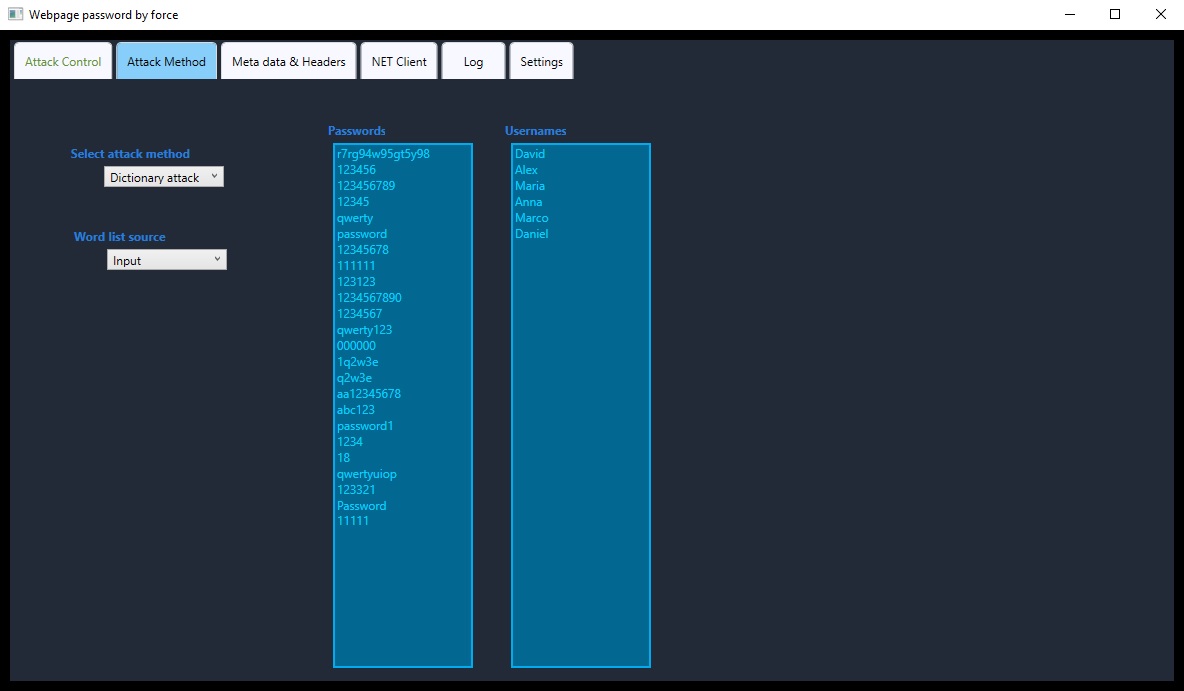 Webpage password by force
Attack Control
Attack Method
Meta data & Headers
NET Client
Log
Settings
Select attack method
Dictionary attack
Word list source
Input
Passwords
r7rg94w95gt5y98
123456
123456789
12345
qwerty
password
12345678
111111
123123
1234567890
1234567
qwerty123
000000
1q2w3e
q2w3e
aa12345678
abc123
password1
1234
18
qwertyuiop
123321
Password
11111
Usernames
David
Alex
Maria
Anna
Marco
Daniel